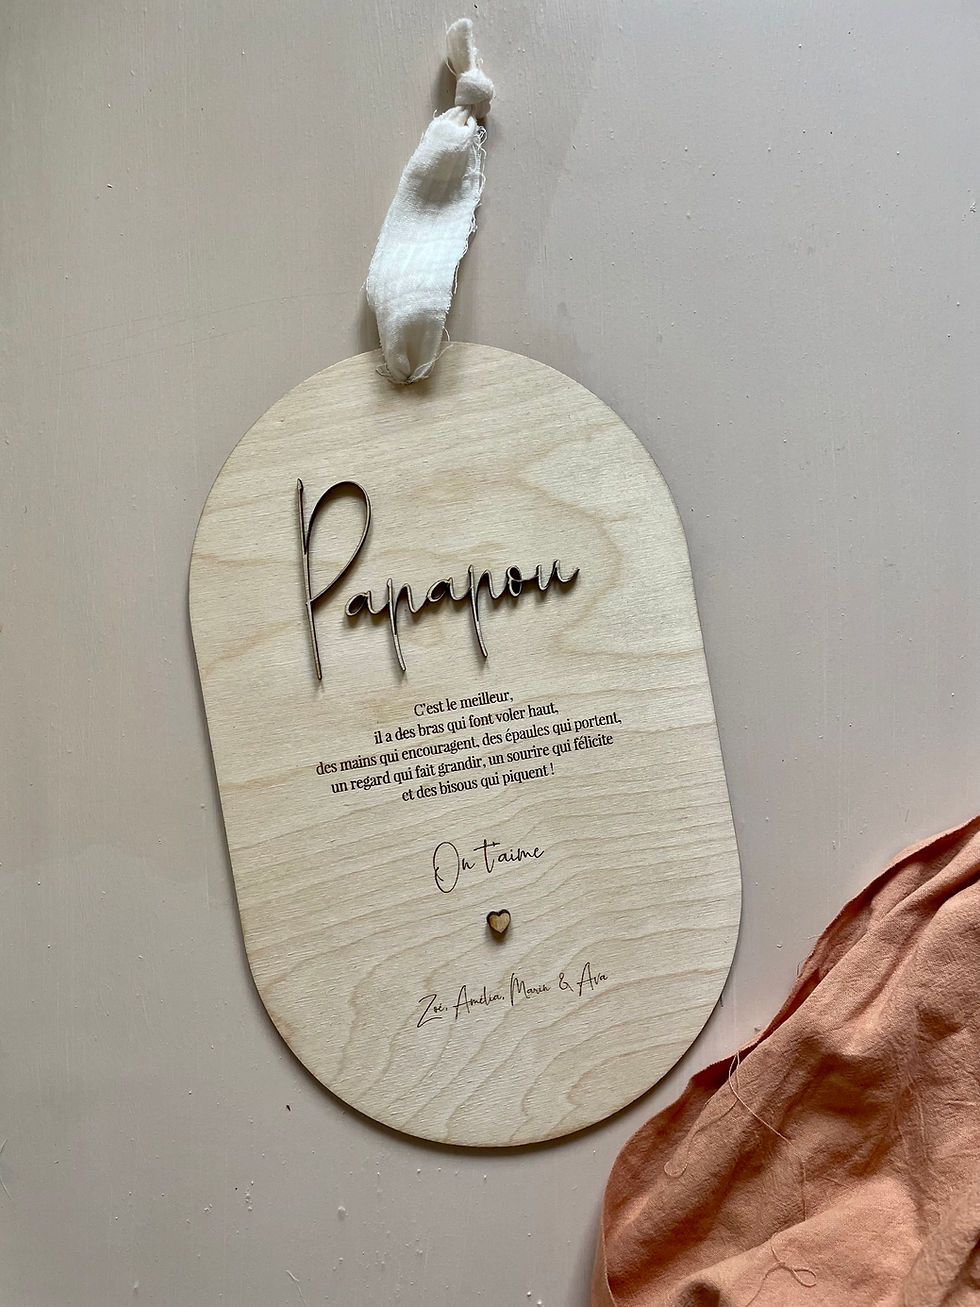 Papapou
C'est le meilleur,
il a des bras qui font voler haut,
des mains qui encouragent, des épaules qui portent,
un regard qui fait grandir, un sourire qui félicite
et des bisous qui piquent !
On t'aime
Zoé, Amélia, Marin & Ava